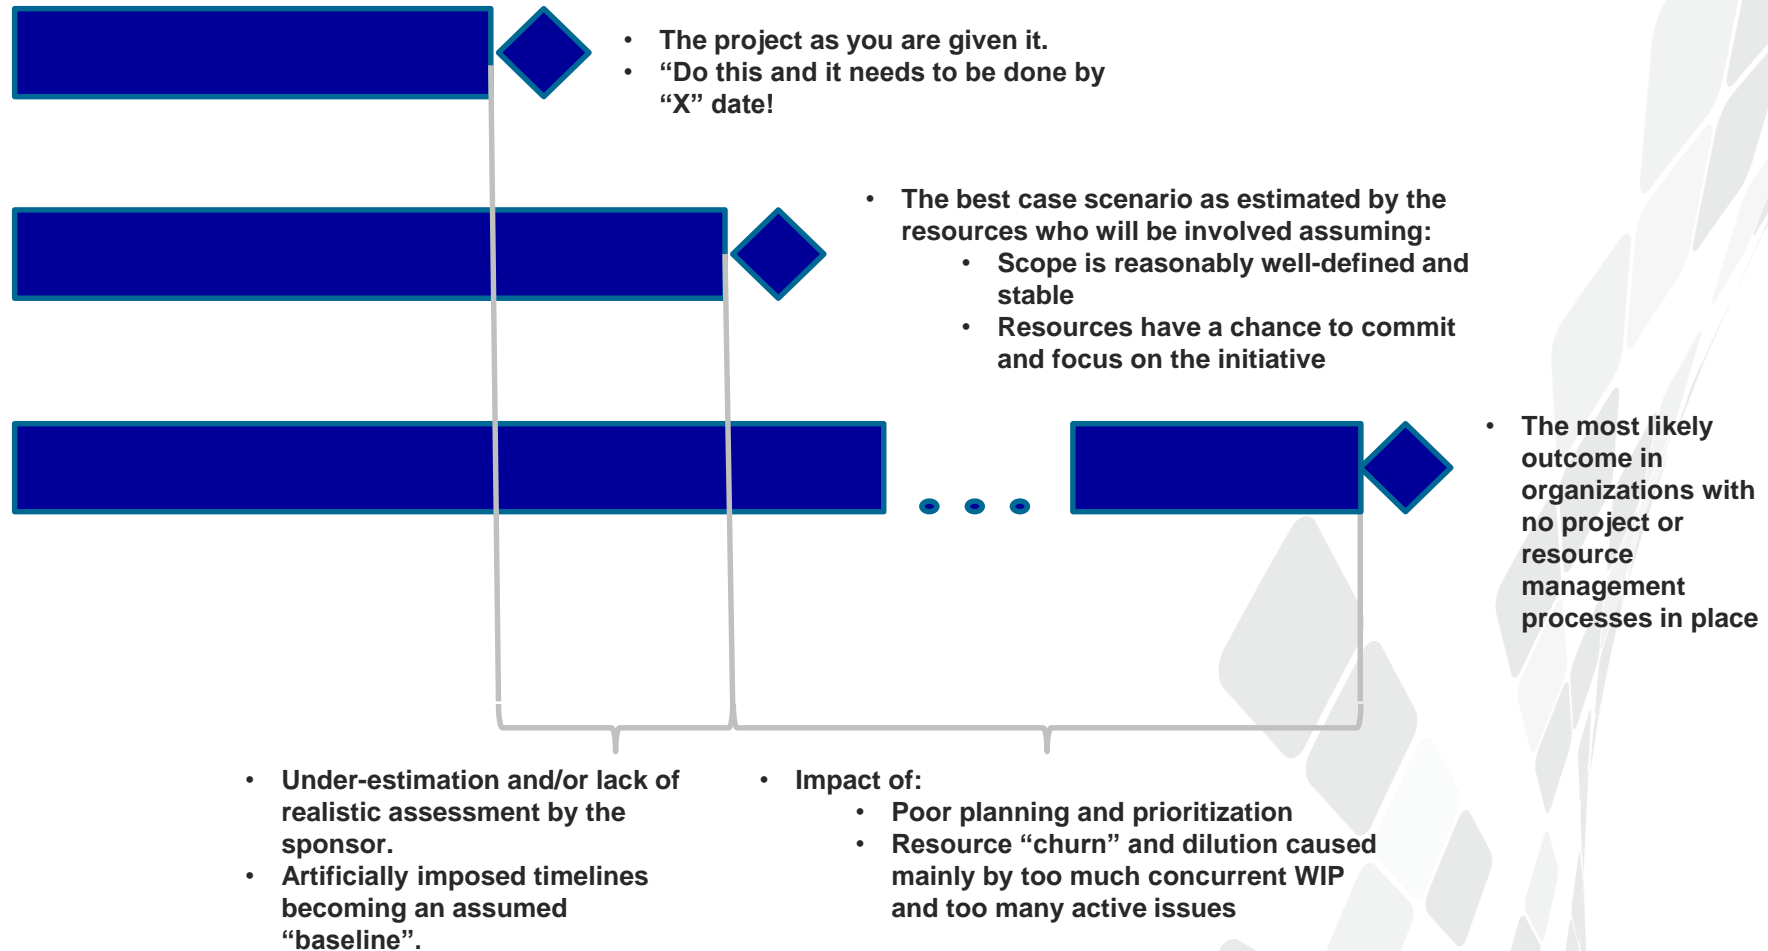 • The project as you are given it.
• “Do this and it needs to be done by
“X” date!
• The best case scenario as estimated by the
resources who will be involved assuming:
• Scope is reasonably well-defined and
stable
• Resources have a chance to commit
and focus on the initiative
• The most likely
outcome in
organizations with
no project or
resource
management
processes in place
• Under-estimation and/or lack of
realistic assessment by the
sponsor.
• Artificially imposed timelines
becoming an assumed
“baseline”.
• Impact of:
• Poor planning and prioritization
• Resource “churn” and dilution caused
mainly by too much concurrent WIP
and too many active issues